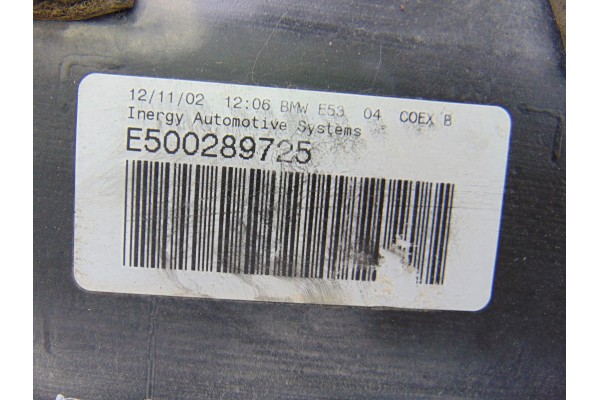 12/11/02 12:06 BMW E53 04 COEX B
Inergy Automotive Systems
E500289725